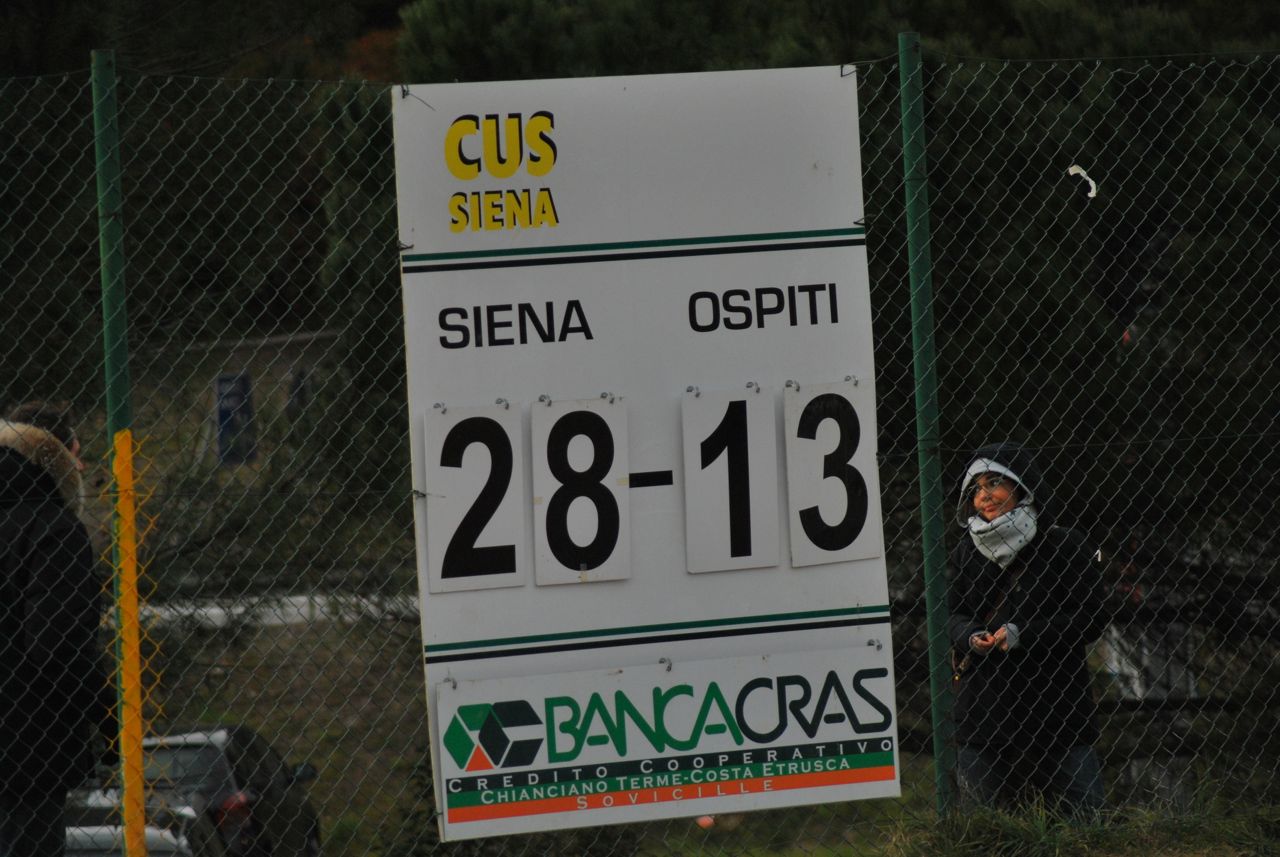 CUS
SIENA
SIENA OSPITI
28-13
BANCACRAS
CREDITO COOPERATIVO
CHIANCIANO TERME-COSTA ETRUSCA
SOVICILLE